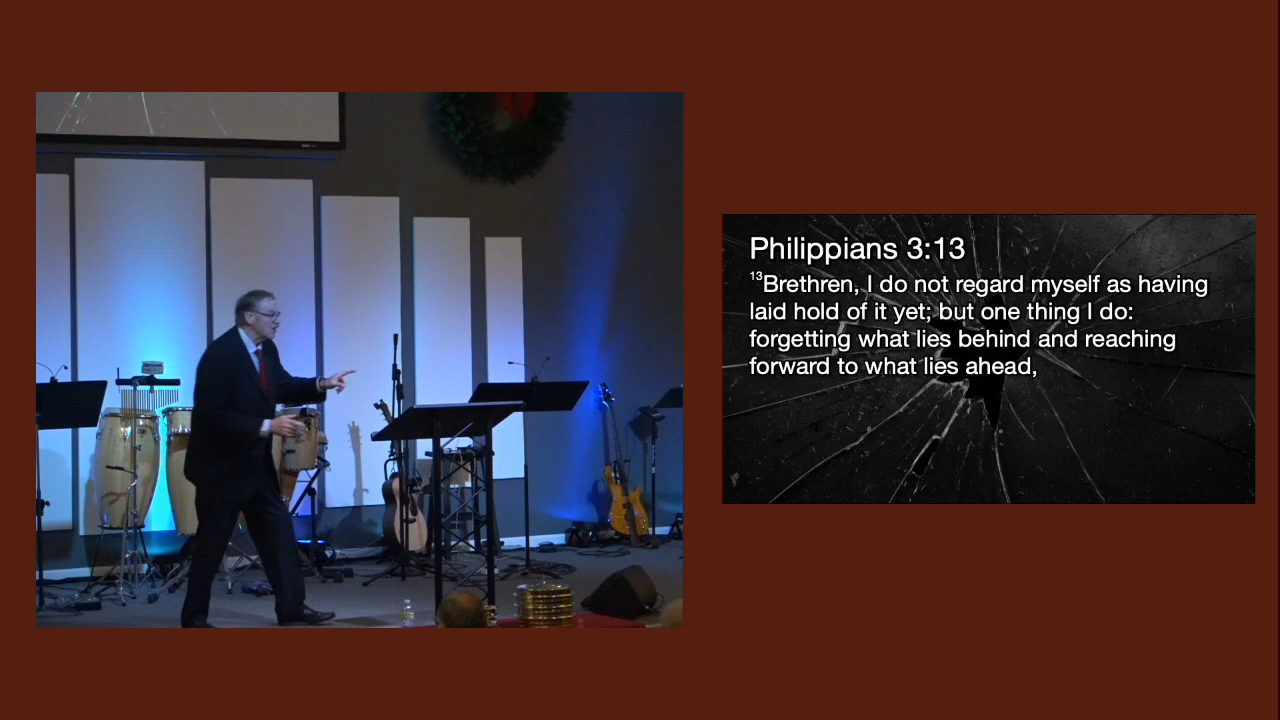 Philippians 3:13
13Brethren, I do not regard myself as having
laid hold of it yet; but one thing I do:
forgetting what lies behind and reaching
forward to what lies ahead,